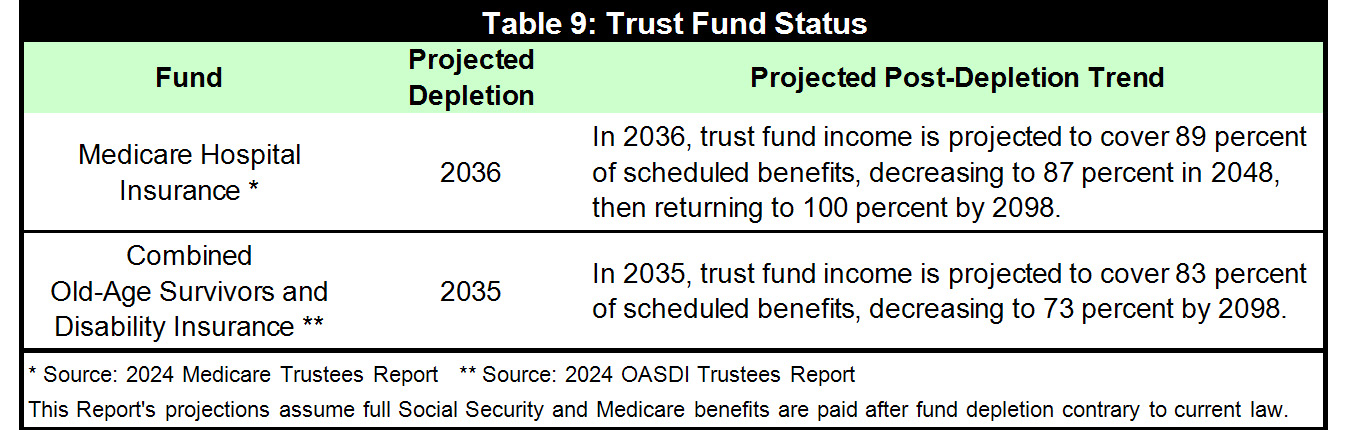 Table 9: Trust Fund Status
Fund
Projected
Depletion
Projected Post-Depletion Trend
Medicare Hospital
Insurance *
2036
In 2036, trust fund income is projected to cover 89 percent
of scheduled benefits, decreasing to 87 percent in 2048,
then returning to 100 percent by 2098.
Combined
Old-Age Survivors and
Disability Insurance **
2035
In 2035, trust fund income is projected to cover 83 percent
of scheduled benefits, decreasing to 73 percent by 2098.
* Source: 2024 Medicare Trustees Report ** Source: 2024 OASDI Trustees Report
This Report's projections assume full Social Security and Medicare benefits are paid after fund depletion contrary to current law.